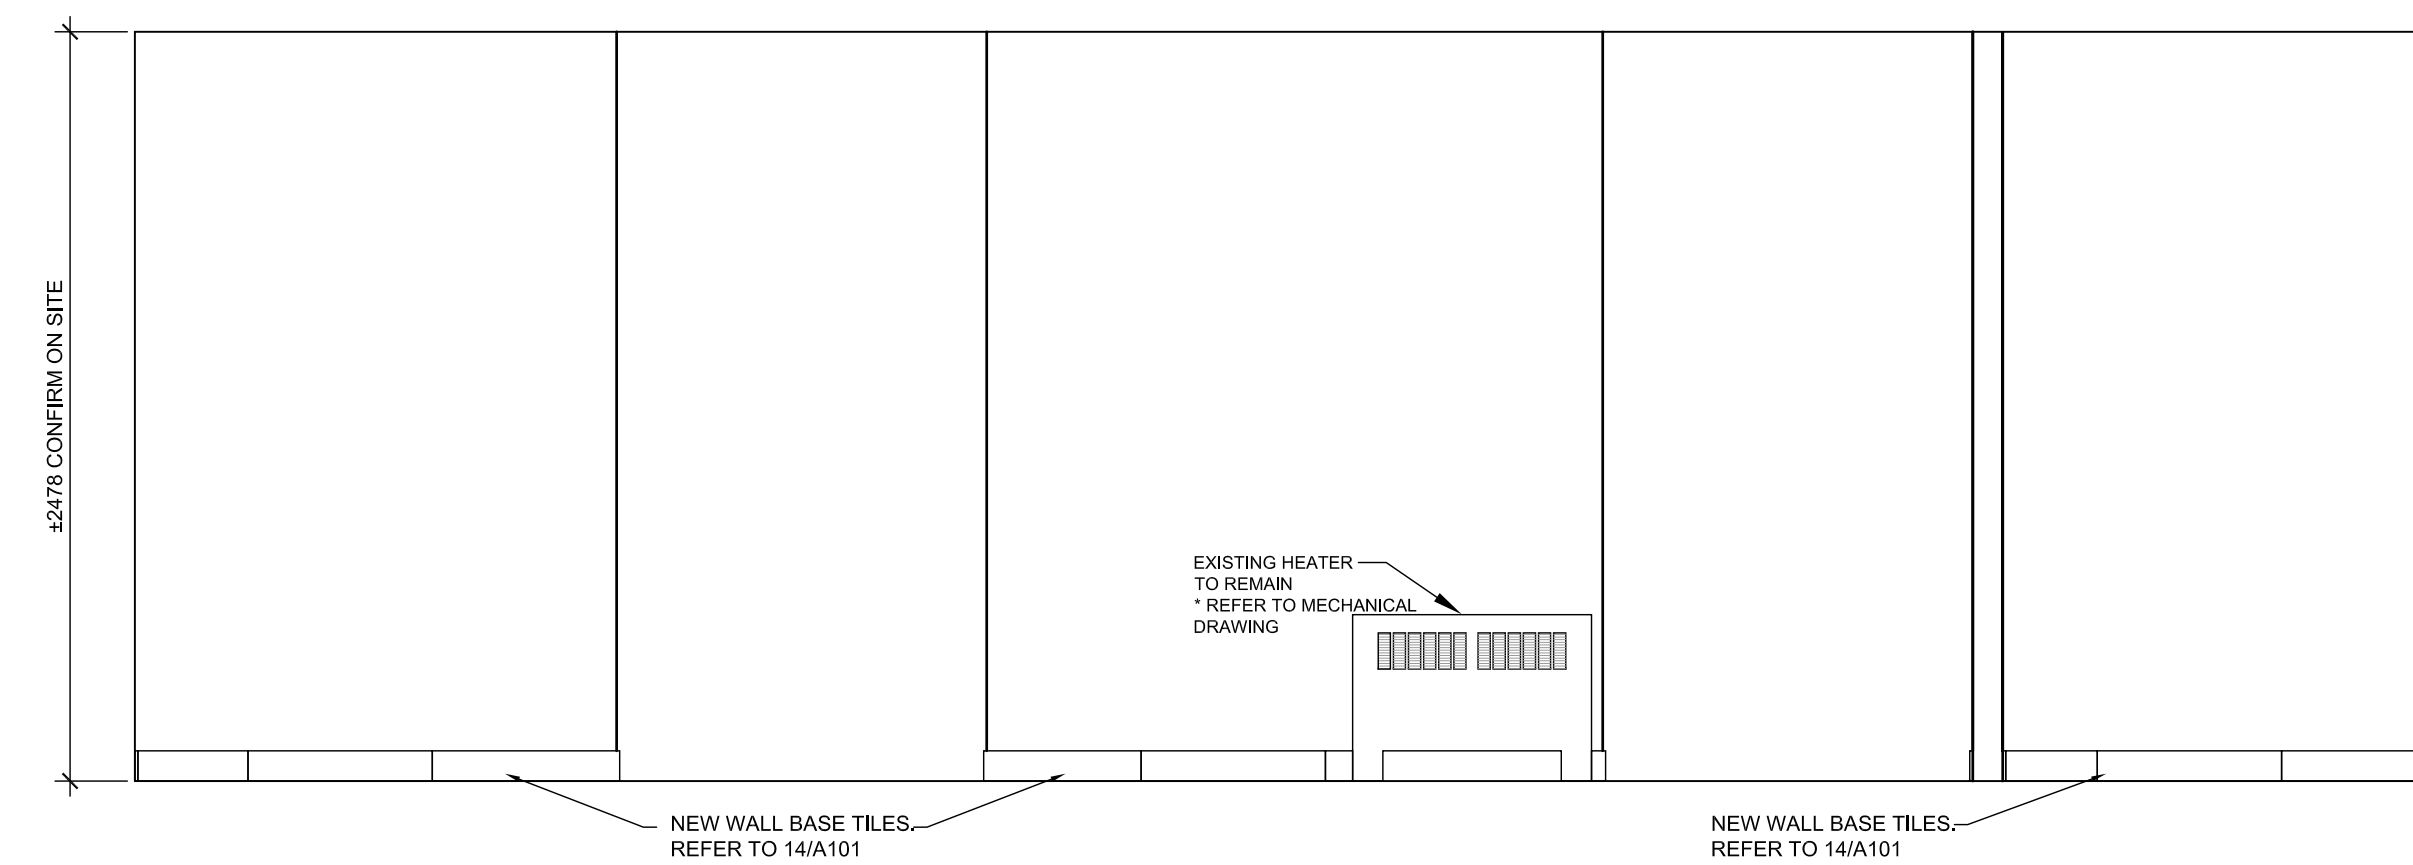 ±2478 CONFIRM ON SITE
EXISTING HEATER
TO REMAIN
* REFER TO MECHANICAL
DRAWING
NEW WALL BASE TILES.
REFER TO 14/A101
NEW WALL BASE TILES.
REFER TO 14/A101